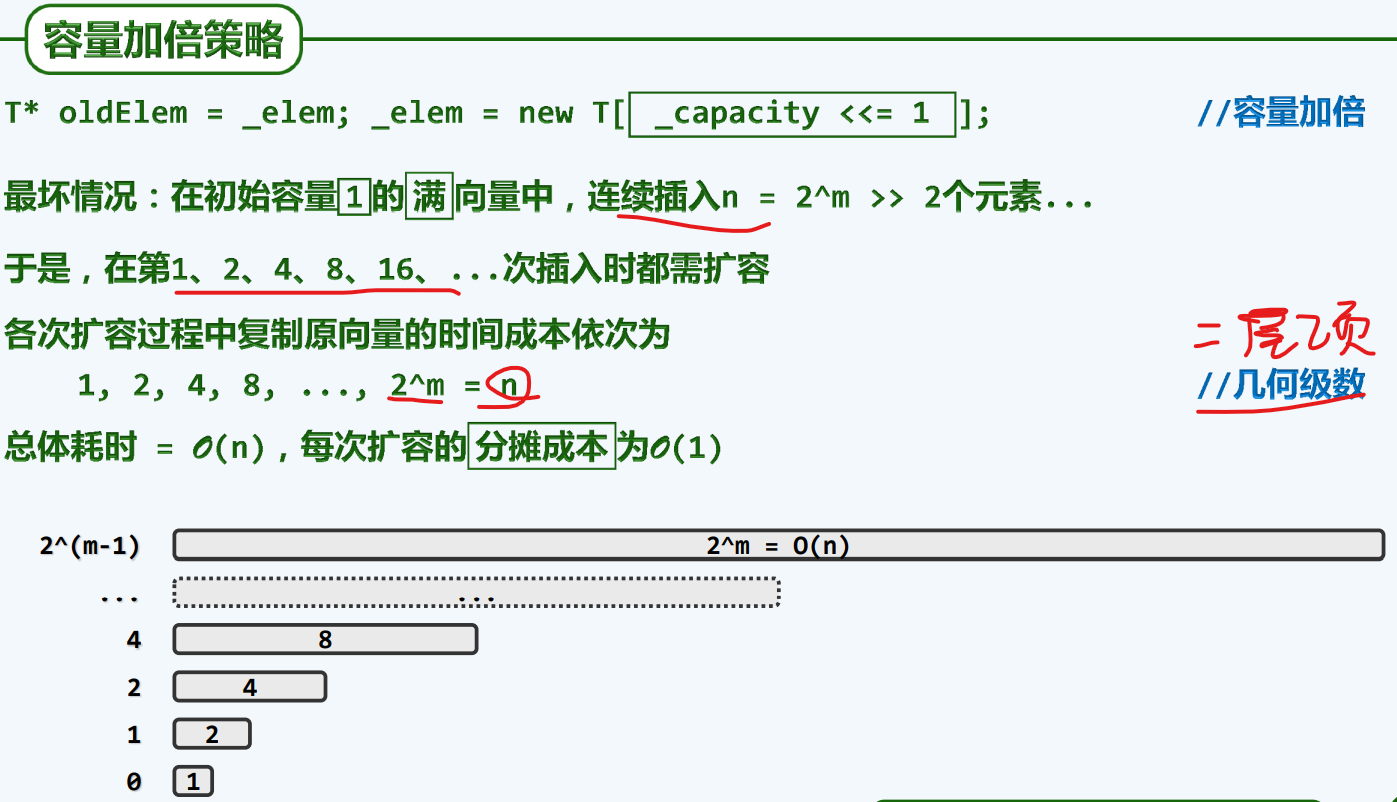 容量加倍策略
T* oldElem = _elem; _elem = new T[ _capacity <<= 1 ]; //容量加倍
最坏情况：在初始容量1的满向量中，连续插入n = 2^m >> 2个元素...
于是，在第1、2、4、8、16、...次插入时都需扩容
各次扩容过程中复制原向量的时间成本依次为
= 尾项
1, 2, 4, 8, ..., 2^m = n //几何级数
总体耗时 = O(n)，每次扩容的分摊成本为O(1)
2^(m-1) 2^m = O(n)
... ...
4 8
2 4
1 2
0 1